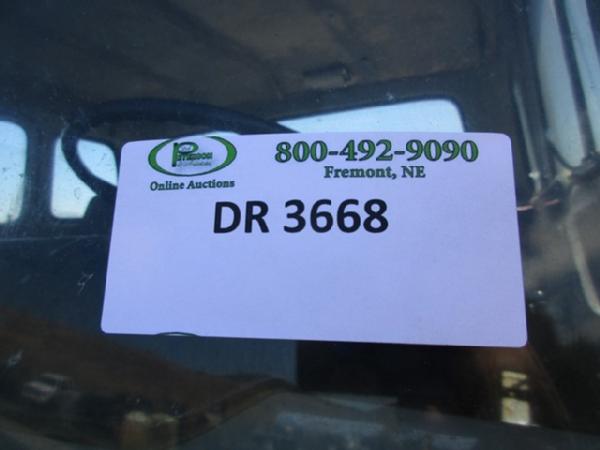 800-492-9090
Fremont, NE
Online Auctions
DR 3668